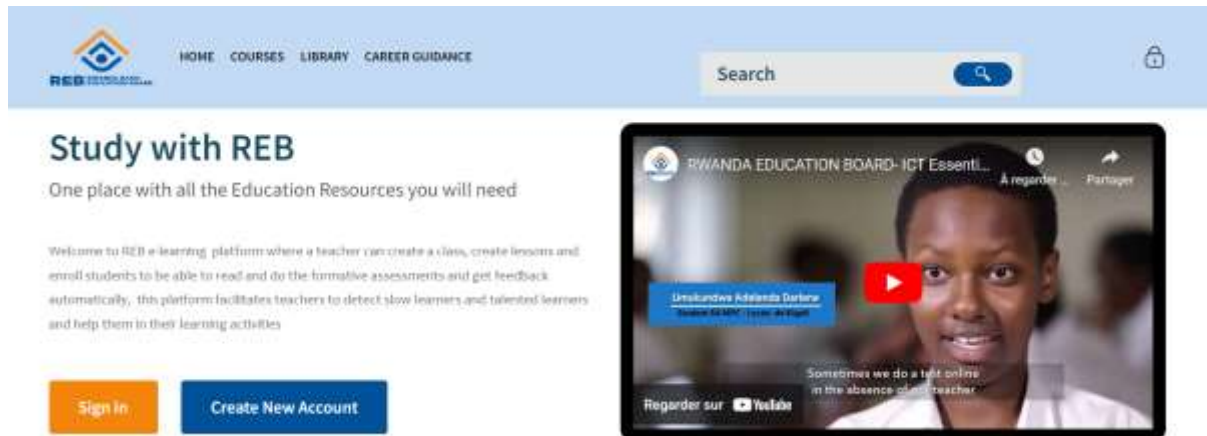 REB
HOME COURSES LIBRARY CAREER GUIDANCE
Search
Study with REB
One place with all the Education Resources you will need
Welcome to REB e-learning platform where a teacher can create a class, create lessons and
enroll students to be able to read and do the formative assessments and get feedback
automatically, this platform facilitates teachers to detect slow learners and talented learners
and help them in their learning activities
Sign in
Create New Account
RWANDA EDUCATION BOARD- ICT Essenti...
À regarder ...
Partager
Umukundwa Adelanda Darlene
Sometimes we do a test online
in the absence of our teacher
Regarder sur YouTube